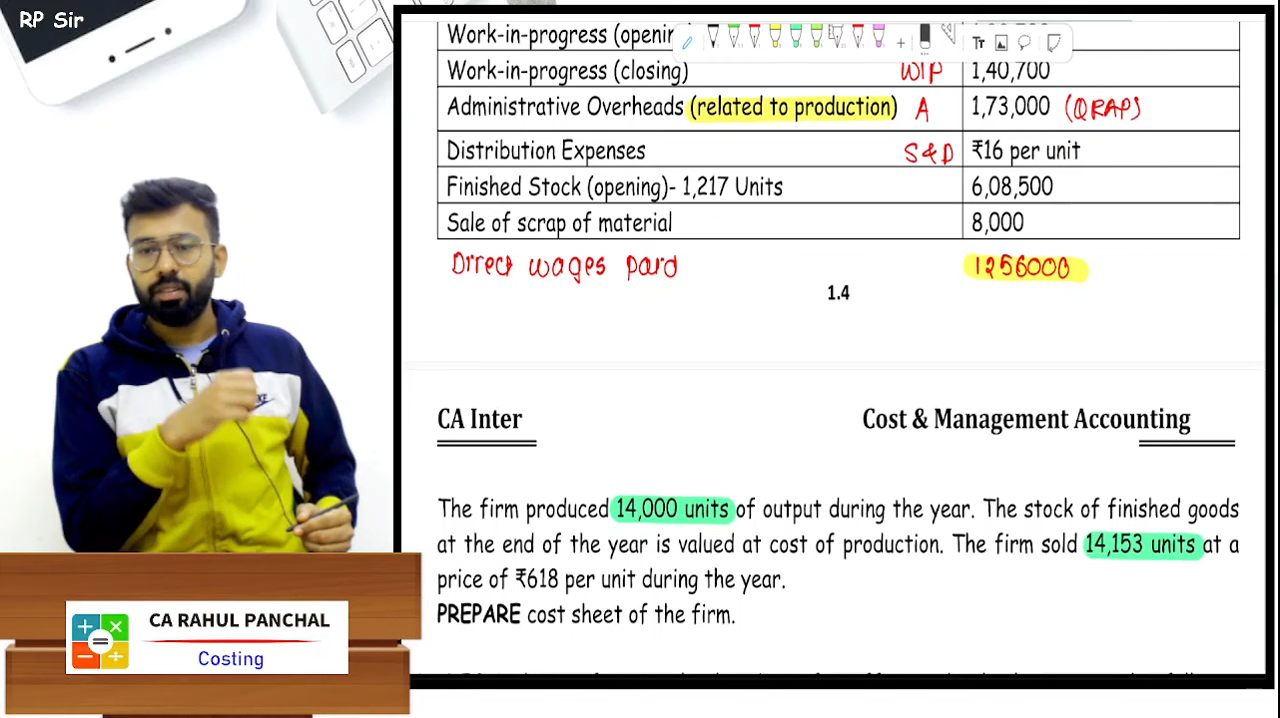 RP Sir
Work-in-progress (openin
Tт
Work-in-progress (closing) WIP 1,40,700
Administrative Overheads (related to production) A 1,73,000 (QRAP)
Distribution Expenses S&D ₹16 per unit
Finished Stock (opening)- 1,217 Units 6,08,500
Sale of scrap of material 8,000
Direct wages paid 1256000
1.4
CA Inter Cost & Management Accounting
The firm produced 14,000 units of output during the year. The stock of finished goods
at the end of the year is valued at cost of production. The firm sold 14,153 units at a
price of ₹618 per unit during the year.
PREPARE cost sheet of the firm.
CA RAHUL PANCHAL
Costing